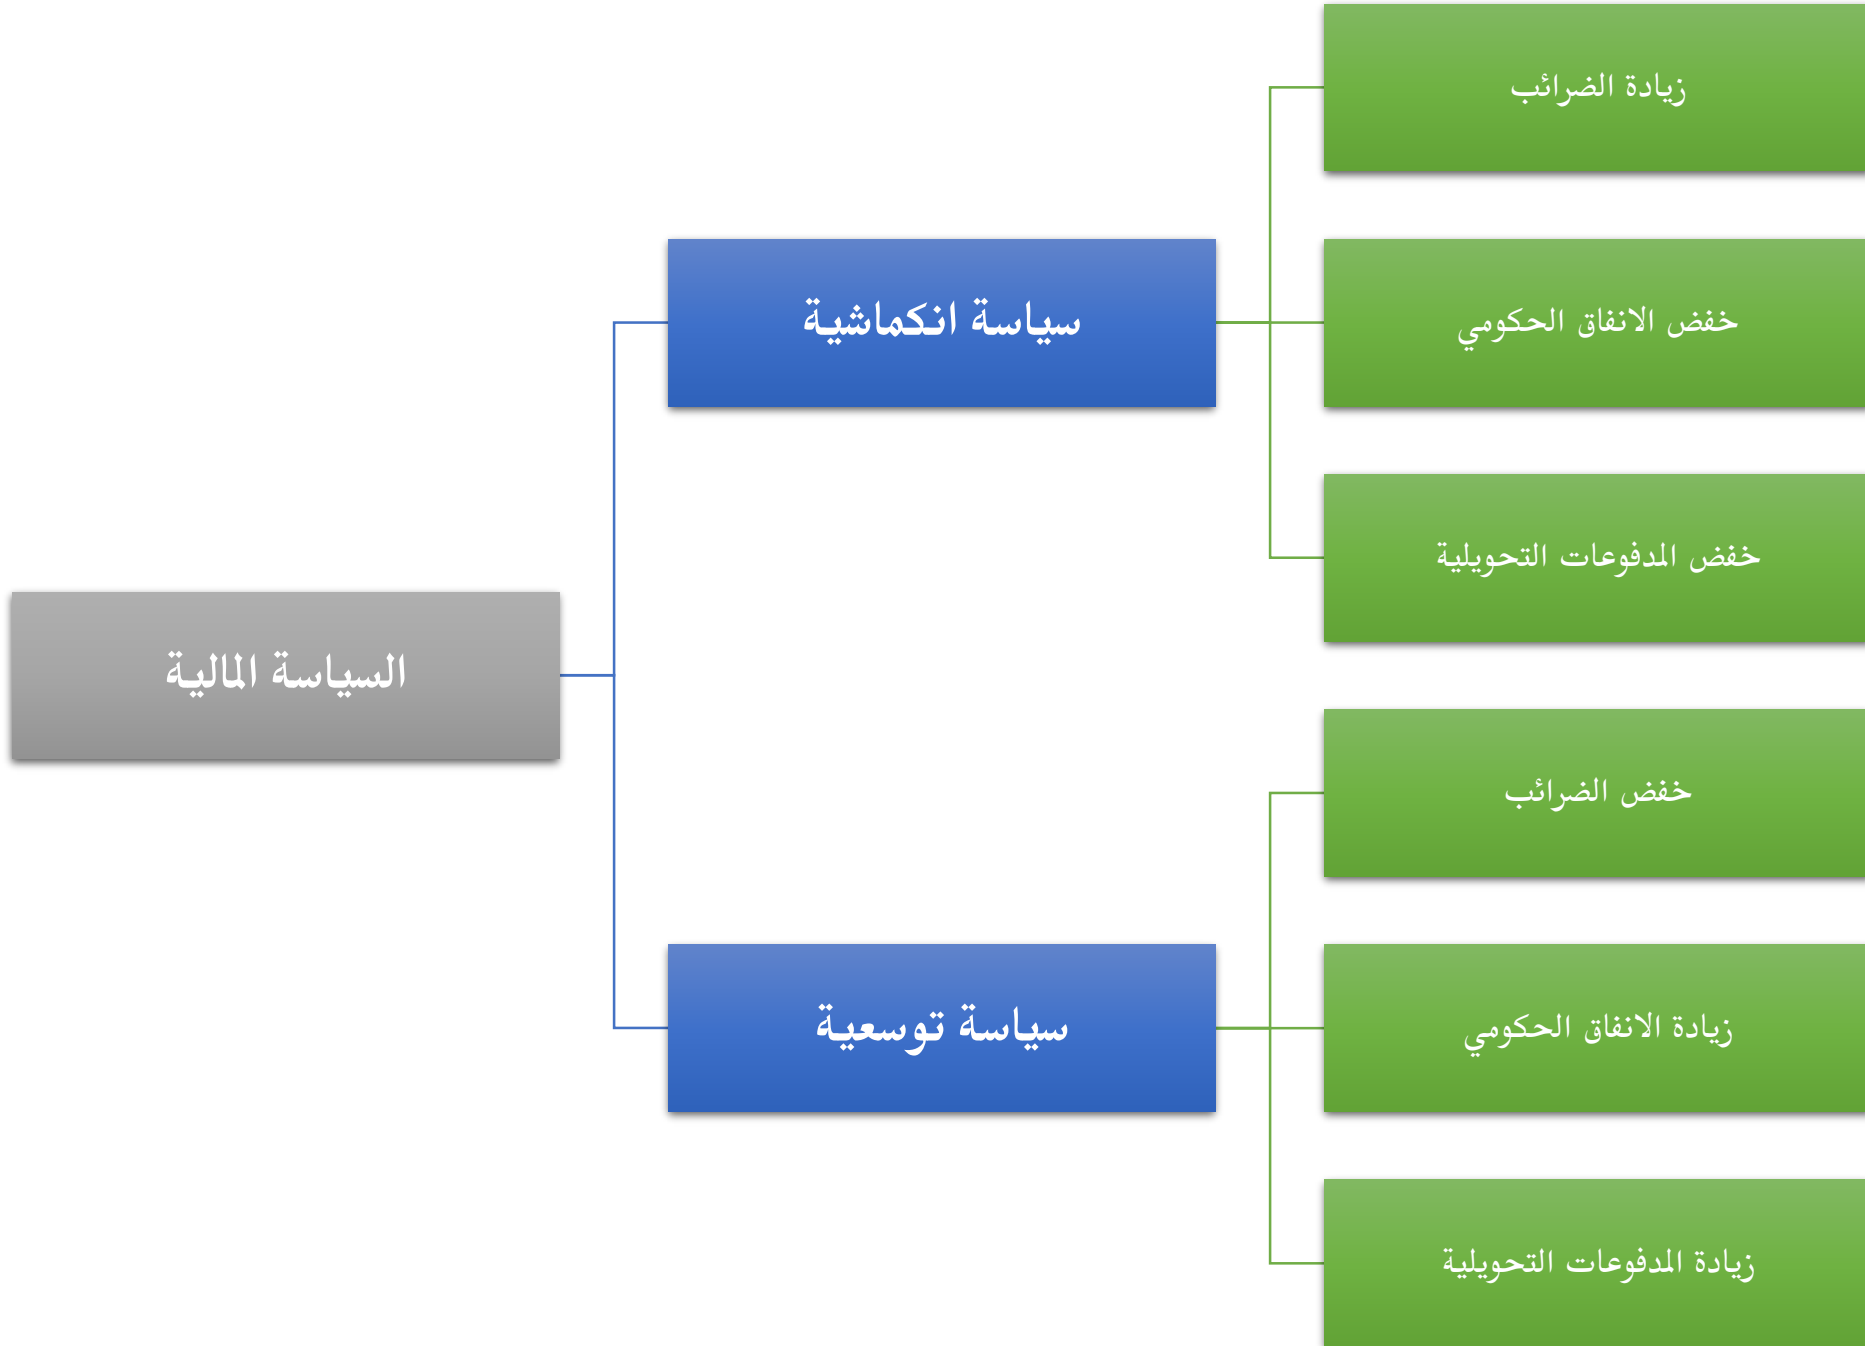 السياسة المالية
سياسة انكماشية
زيادة الضرائب
خفض الانفاق الحكومي
خفض المدفوعات التحويلية
سياسة توسعية
خفض الضرائب
زيادة الانفاق الحكومي
زيادة المدفوعات التحويلية